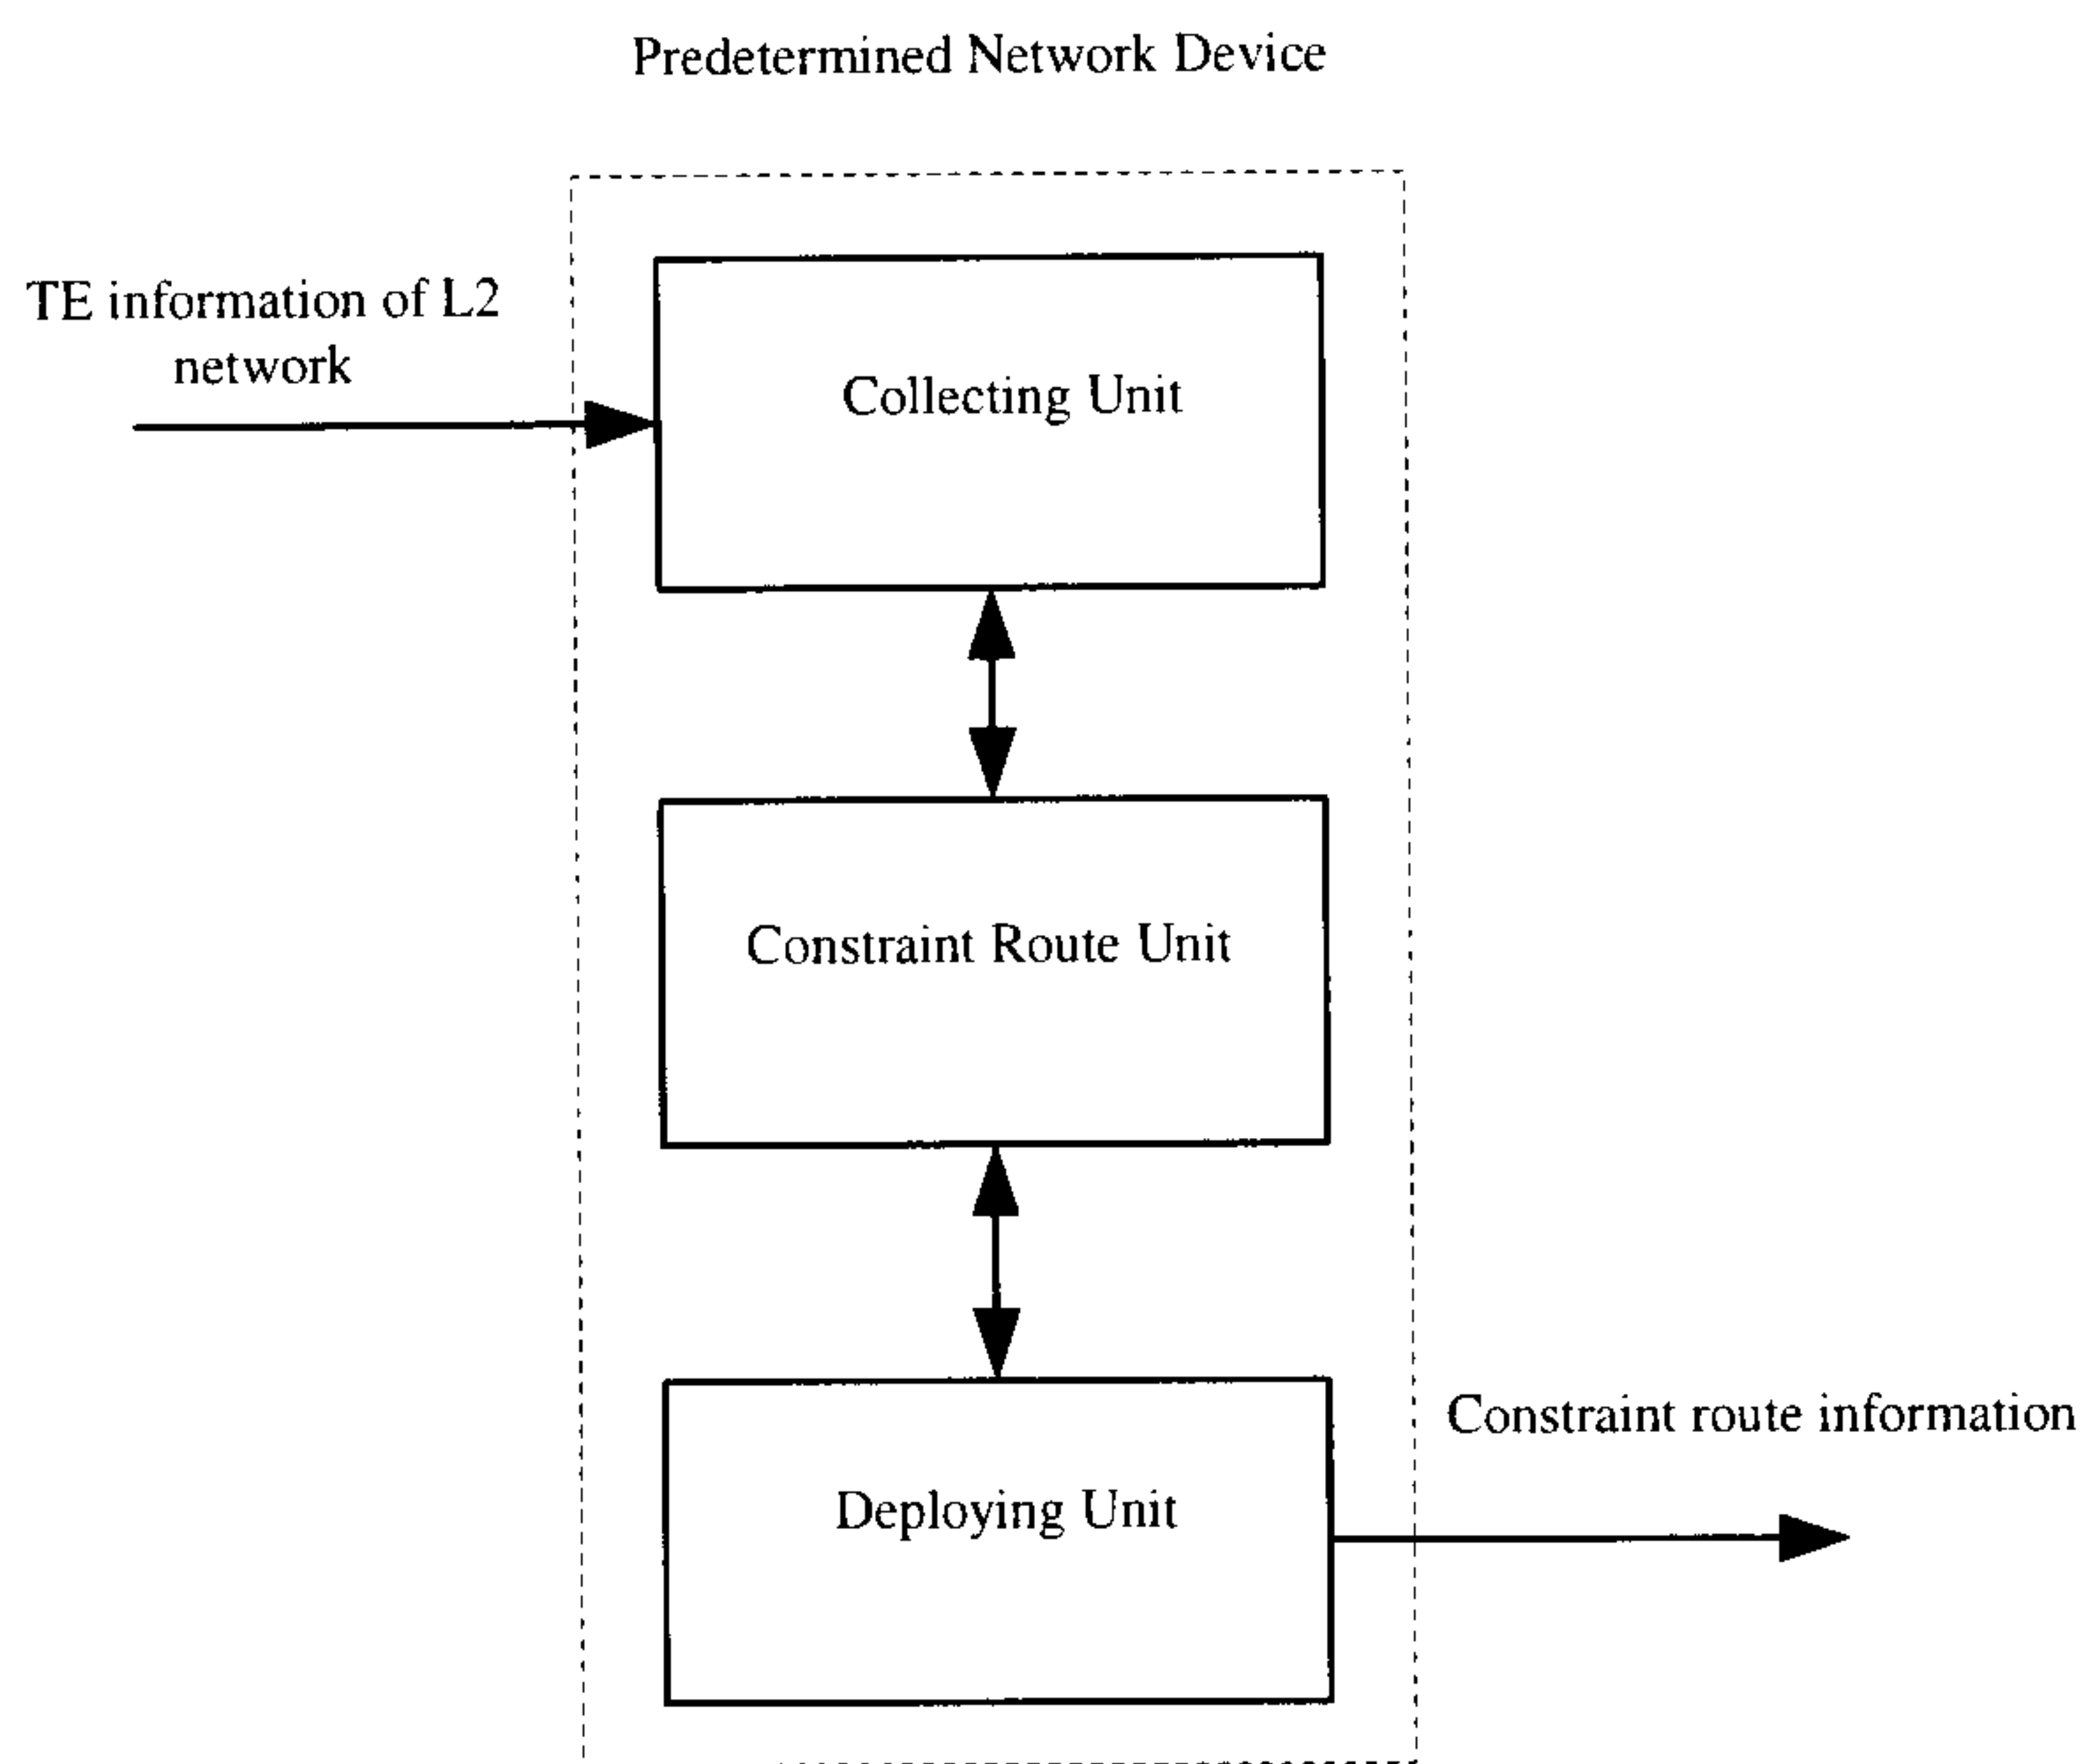 Predetermined Network Device
TE information of L2
network
Collecting Unit
Constraint Route Unit
Constraint route information
Deploying Unit